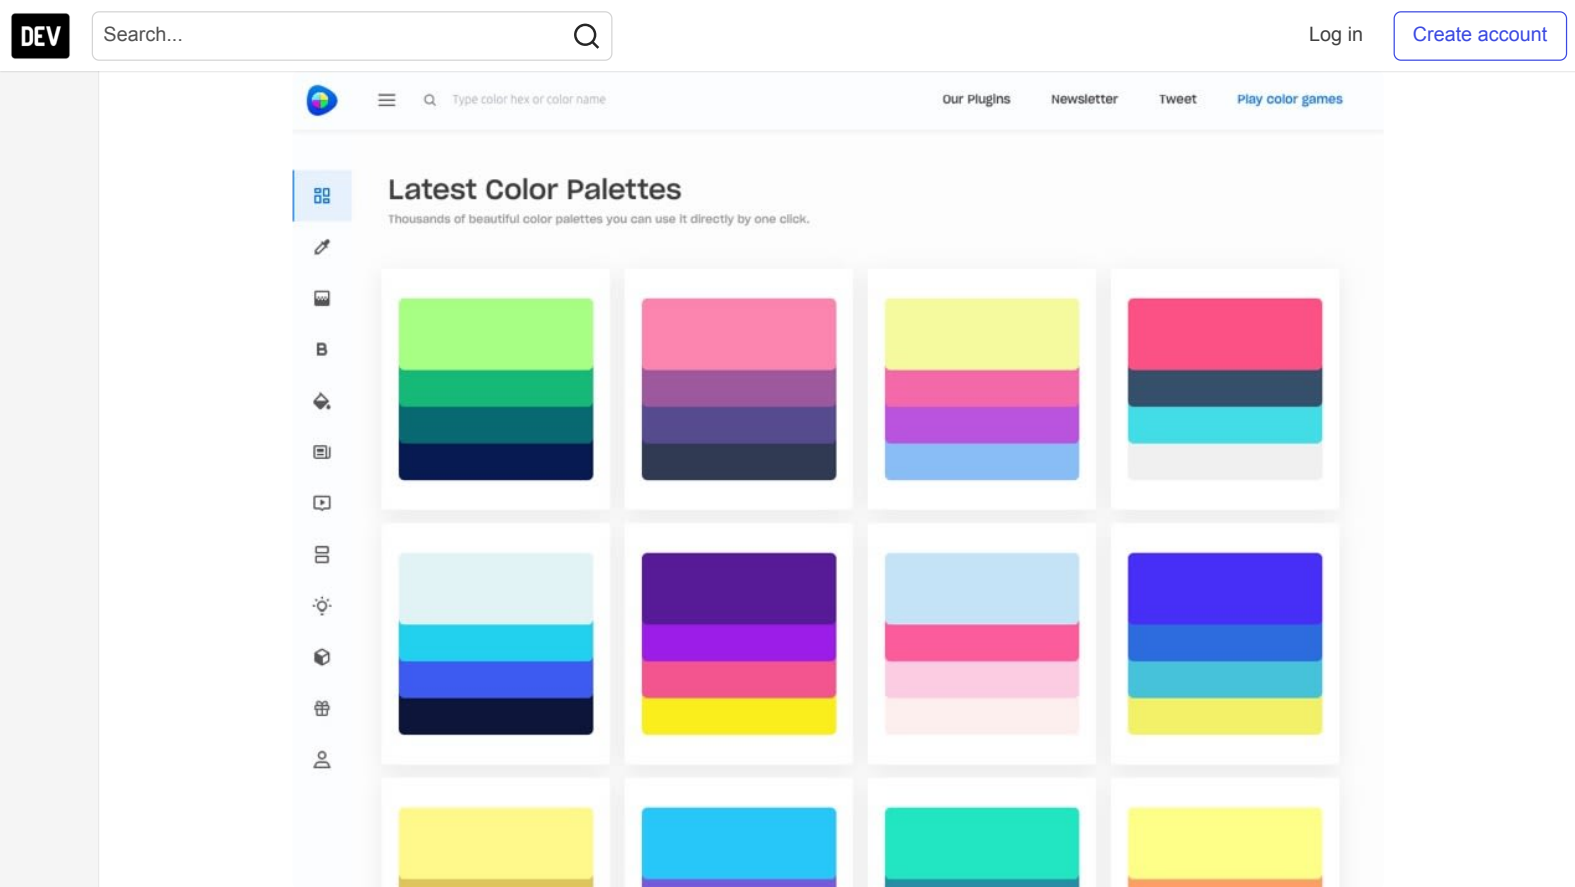 DEV
Search...
Log in
Create account
Type color hex or color name
Our Plugins
Newsletter
Tweet
Play color games
Latest Color Palettes
Thousands of beautiful color palettes you can use it directly by one click.
B